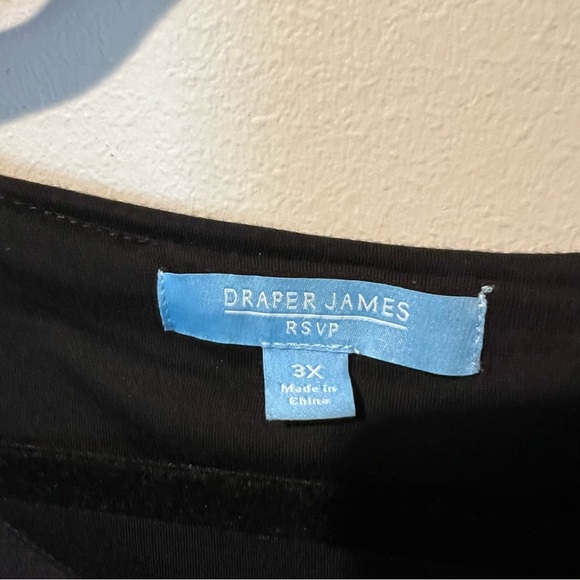 DRAPER JAMES
RSVP
3X
Made in
China